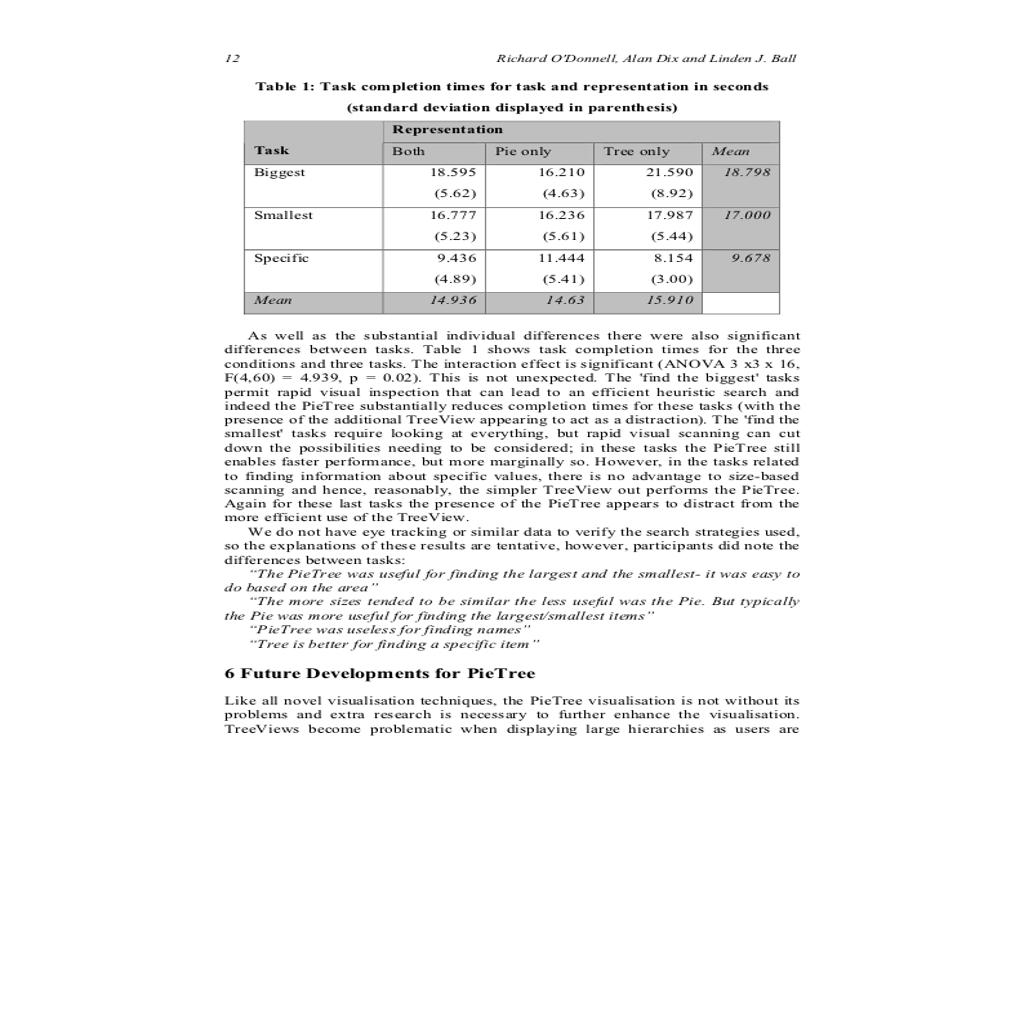 12 Richard O'Donnell, Alan Dix and Linden J. Ball
Table 1: Task completion times for task and representation in seconds
(standard deviation displayed in parenthesis)
Representation
Task Both Pie only Tree only Mean
Biggest 18.595 16.210 21.590 18.798
(5.62) (4.63) (8.92)
Smallest 16.777 16.236 17.987 17.000
(5.23) (5.61) (5.44)
Specific 9.436 11.444 8.154 9.678
(4.89) (5.41) (3.00)
Mean 14.936 14.63 15.910
As well as the substantial individual differences there were also significant
differences between tasks. Table 1 shows task completion times for the three
conditions and three tasks. The interaction effect is significant (ANOVA 3 x3 x 16,
F(4,60) = 4.939, p = 0.02). This is not unexpected. The 'find the biggest' tasks
permit rapid visual inspection that can lead to an efficient heuristic search and
indeed the PieTree substantially reduces completion times for these tasks (with the
presence of the additional TreeView appearing to act as a distraction). The 'find the
smallest' tasks require looking at everything, but rapid visual scanning can cut
down the possibilities needing to be considered; in these tasks the PieTree still
enables faster performance, but more marginally so. However, in the tasks related
to finding information about specific values, there is no advantage to size-based
scanning and hence, reasonably, the simpler TreeView out performs the PieTree.
Again for these last tasks the presence of the PieTree appears to distract from the
more efficient use of the TreeView.
We do not have eye tracking or similar data to verify the search strategies used,
so the explanations of these results are tentative, however, participants did note the
differences between tasks:
“The PieTree was useful for finding the largest and the smallest- it was easy to
do based on the area”
“The more sizes tended to be similar the less useful was the Pie. But typically
the Pie was more useful for finding the largest/smallest items”
“PieTree was useless for finding names”
“Tree is better for finding a specific item”
6 Future Developments for PieTree
Like all novel visualisation techniques, the PieTree visualisation is not without its
problems and extra research is necessary to further enhance the visualisation.
TreeViews become problematic when displaying large hierarchies as users are